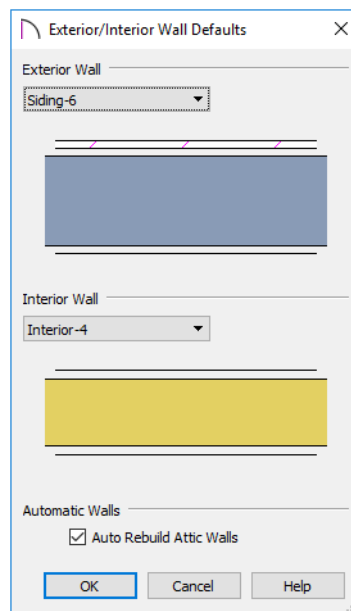 Exterior/Interior Wall Defaults
Exterior Wall
Siding-6
Interior Wall
Interior-4
Automatic Walls
Auto Rebuild Attic Walls
OK Cancel Help